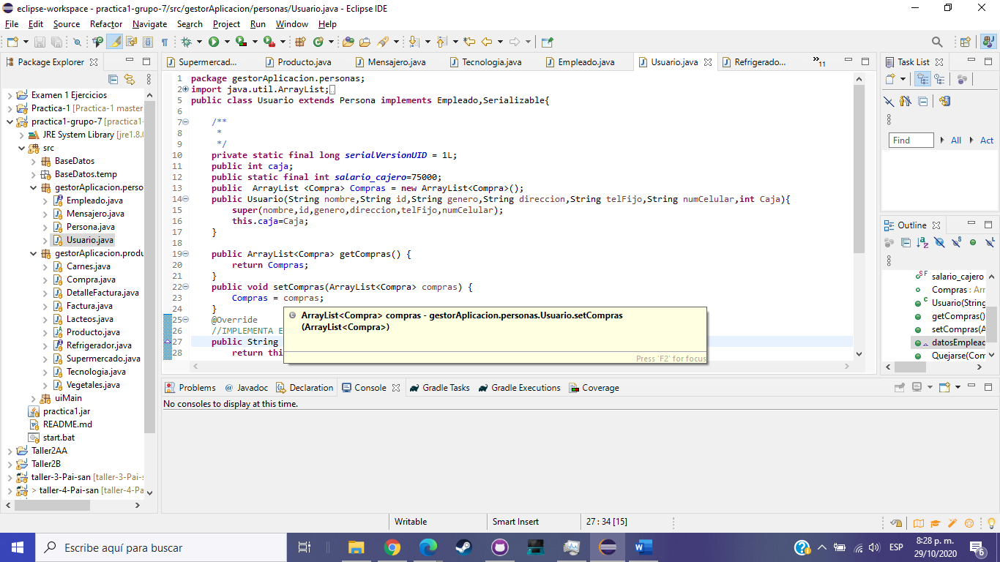 eclipse-workspace - practica1-grupo-7/src/gestorAplicacion/personas/Usuario.java - Eclipse IDE
File Edit Source Refactor Navigate Search Project Run Window Help
Package Explorer
Examen 1 Ejercicios
Practica-1 [Practica-1 master
practica1-grupo-7 [practica1-
JRE System Library [jre1.8.0
src
BaseDatos
BaseDatos.temp
gestorAplicacion.perso
Empleado.java
Mensajero.java
Persona.java
Usuario.java
gestorAplicacion.produ
Carnes.java
Compra.java
DetalleFactura.java
Factura.java
Lacteos.java
Producto.java
Refrigerador.java
Supermercado.java
Tecnologia.java
Vegetales.java
uiMain
practica1.jar
README.md
start.bat
Taller2AA
Taller2B
taller-3-Pai-san [taller-3-Pai-s
> taller-4-Pai-san [taller-4-Pa
Supermercad... Producto.java Mensajero.java Tecnologia.java Empleado.java Usuario.java Refrigerado... »11
1 package gestorAplicacion.personas;
2 import java.util.ArrayList;
5 public class Usuario extends Persona implements Empleado,Serializable{
6
7 /**
8 *
9 */
10 private static final long serialVersionUID = 1L;
11 public int caja;
12 public static final int salario_cajero=75000;
13 public  ArrayList <Compra> Compras = new ArrayList<Compra>();
14 public Usuario(String nombre,String id,String genero,String direccion,String telFijo,String numCelular,int Caja){
15 super(nombre,id,genero,direccion,telFijo,numCelular);
16 this.caja=Caja;
17 }
18
19 public ArrayList<Compra> getCompras() {
20 return Compras;
21 }
22 public void setCompras(ArrayList<Compra> compras) {
23 Compras = compras;
24 }
25 @Override
26 //IMPLEMENTA E
27 public String
28 return thi
ArrayList<Compra> compras - gestorAplicacion.personas.Usuario.setCompras
(ArrayList<Compra>)
Press 'F2' for focus
Task List
Find All Act
Outline
salario_cajero
Compras : Arr
Usuario(String
getCompras()
setCompras(A
datosEmpleac
Quejarse(Com
Problems @ Javadoc Declaration Console Gradle Tasks Gradle Executions Coverage
No consoles to display at this time.
Writable Smart Insert 27 : 34 [15]
Escribe aquí para buscar
ESP
8:28 p. m.
29/10/2020
6